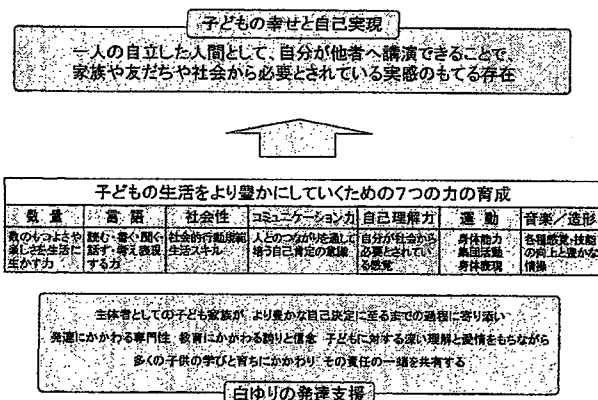 子どもの幸せと自己実現
一人の自立した人間として、自分が他者へ講演できることで、
家族や友だちや社会から必要とされている実感のもてる存在
子どもの生活をより豊かにしていくための7つの力の育成
数 量
数のもつよさや
楽しさを生活に
生かす力
言 語
読む・書く・聞く・
話す・考え表現
する力
社会性
社会的行動規範
生活スキル
コミュニケーション力
人とのつながりを通して
培う自己肯定の意識
自己理解力
自分が社会から
必要とされてい
る感覚
運 動
身体能力
集団活動
身体表現
音楽/造形
各種感覚・技能
の向上と豊かな
情操
主体者としての子ども家族が、より豊かな自己決定に至るまでの過程に寄り添い
発達にかかわる専門性 教育にかかわる誇りと信念 子どもに対する深い理解と愛情をもちながら
多くの子供の学びと育ちにかかわり その責任の一端を共有する
白ゆりの発達支援